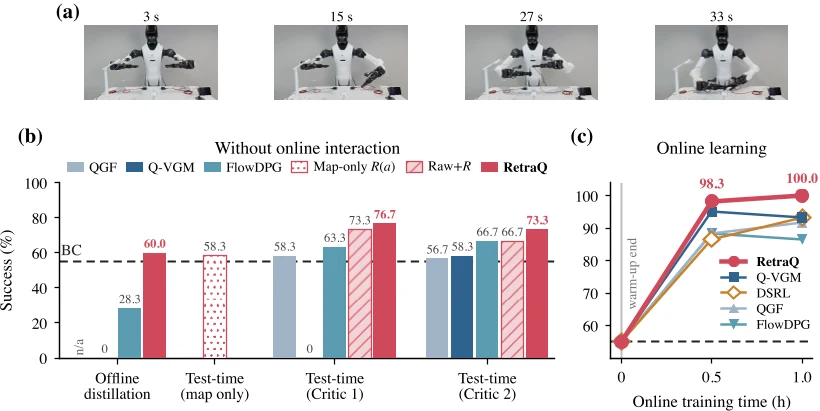 (a)
3 s
15 s
27 s
33 s
(b)
Without online interaction
QGF
Q-VGM
FlowDPG
Map-only R(a)
Raw+R
RetraQ
Success (%)
100
80
60
40
20
0
BC
n/a
0
28.3
60.0
58.3
58.3
0
63.3
73.3
76.7
56.7
58.3
66.7
66.7
73.3
Offline
distillation
Test-time
(map only)
Test-time
(Critic 1)
Test-time
(Critic 2)
(c)
Online learning
100
90
80
70
60
98.3
100.0
warm-up end
RetraQ
Q-VGM
DSRL
QGF
FlowDPG
0
0.5
1.0
Online training time (h)